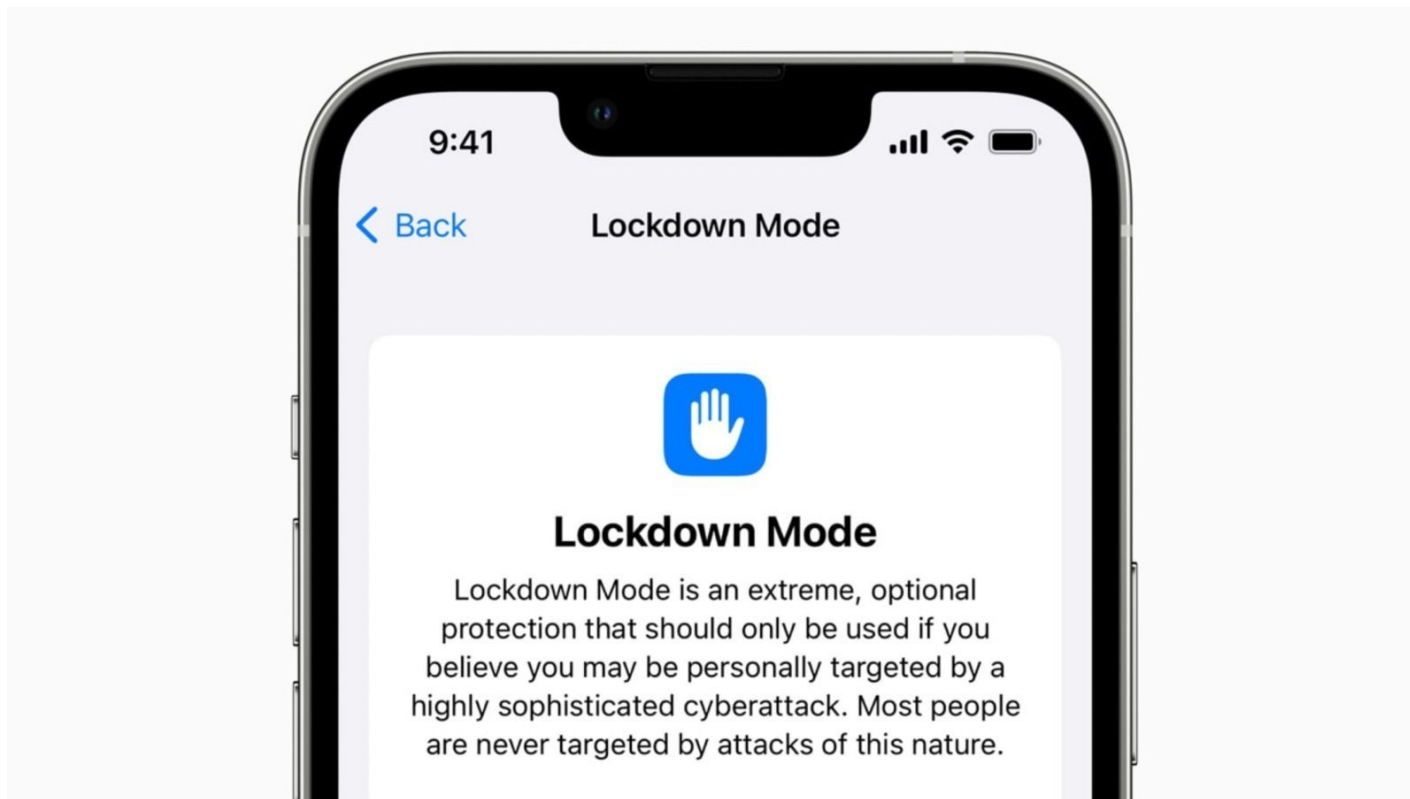 9:41
Back
Lockdown Mode
Lockdown Mode
Lockdown Mode is an extreme, optional
protection that should only be used if you
believe you may be personally targeted by a
highly sophisticated cyberattack. Most people
are never targeted by attacks of this nature.